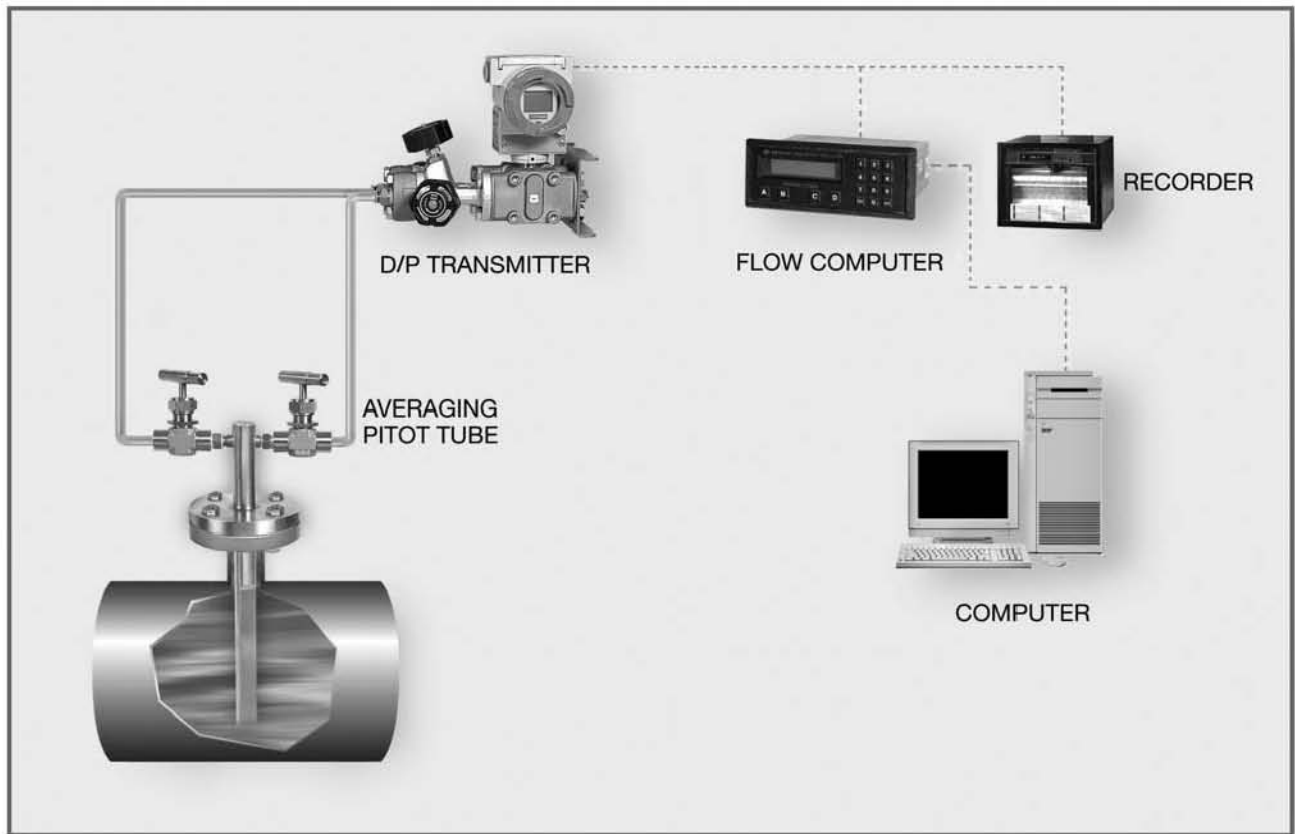 D/P TRANSMITTER
FLOW COMPUTER
RECORDER
AVERAGING
PITOT TUBE
COMPUTER
A B C D